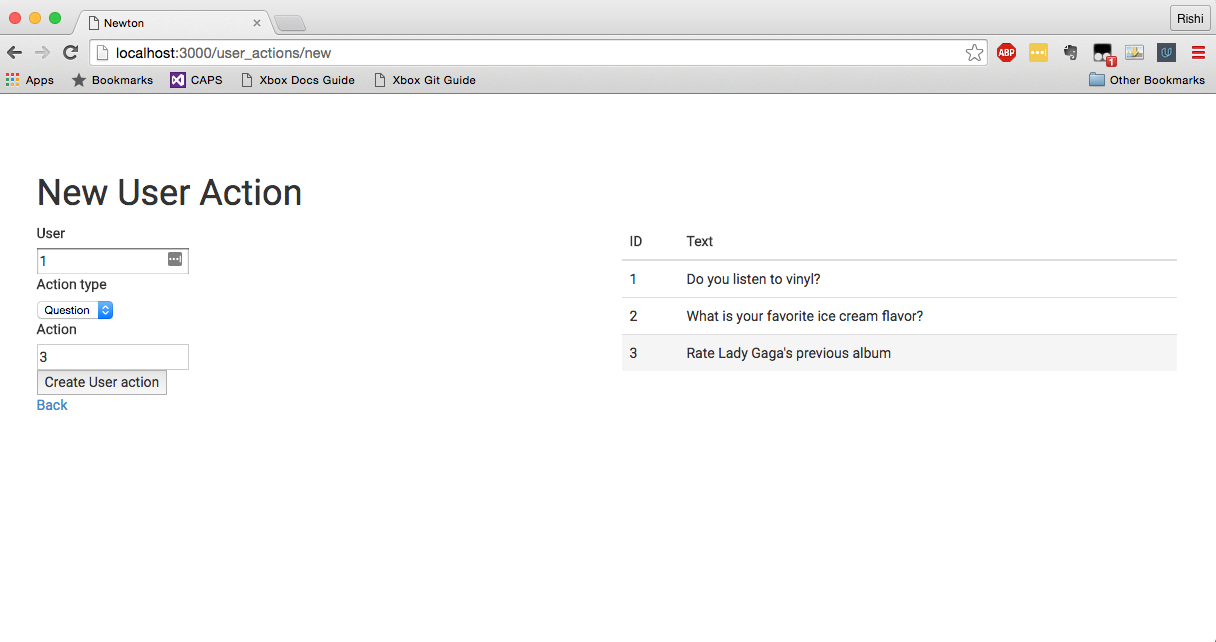 Newton
Rishi
localhost:3000/user_actions/new
ABP
1
Apps
Bookmarks
CAPS
Xbox Docs Guide
Xbox Git Guide
Other Bookmarks
New User Action
User
1
Action type
Question
Action
3
Create User action
Back
ID Text
1 Do you listen to vinyl?
2 What is your favorite ice cream flavor?
3 Rate Lady Gaga's previous album